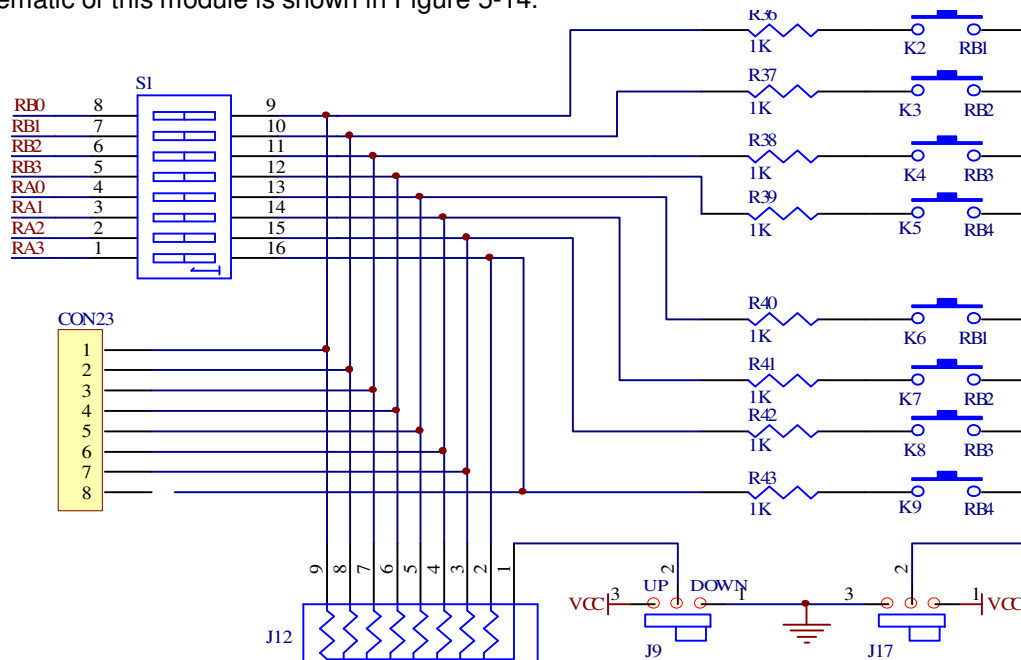 schematic of this module is shown in Figure 3-14.
R36
1K
K2
RB1
R37
1K
K3
RB2
R38
1K
K4
RB3
R39
1K
K5
RB4
S1
RB0 8 9
RB1 7 10
RB2 6 11
RB3 5 12
RA0 4 13
RA1 3 14
RA2 2 15
RA3 1 16
CON23
1
2
3
4
5
6
7
8
R40
1K
K6
RB1
R41
1K
K7
RB2
R42
1K
K8
RB3
R43
1K
K9
RB4
9 8 7 6 5 4 3 2 1
J12
VCC 3 UP 2 DOWN 1
J9
3 2 1 VCC
J17